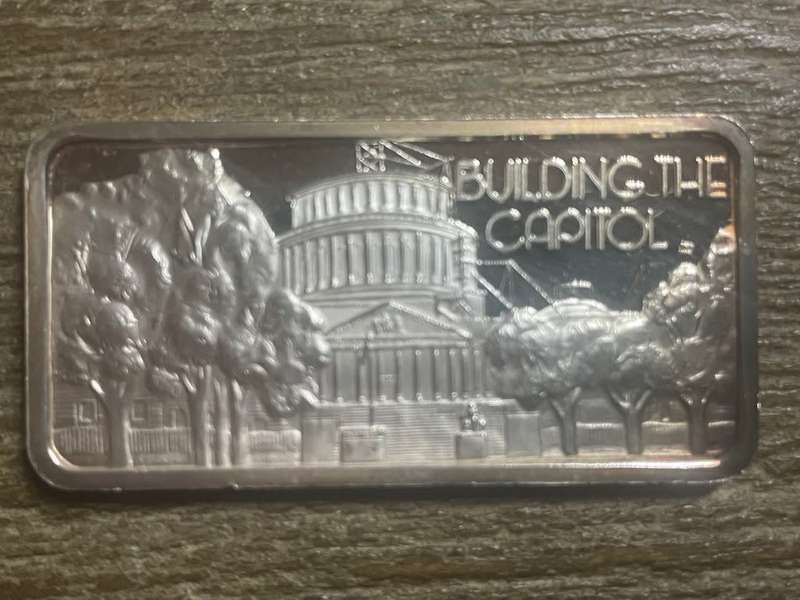 BUILDING THE
CAPITOL